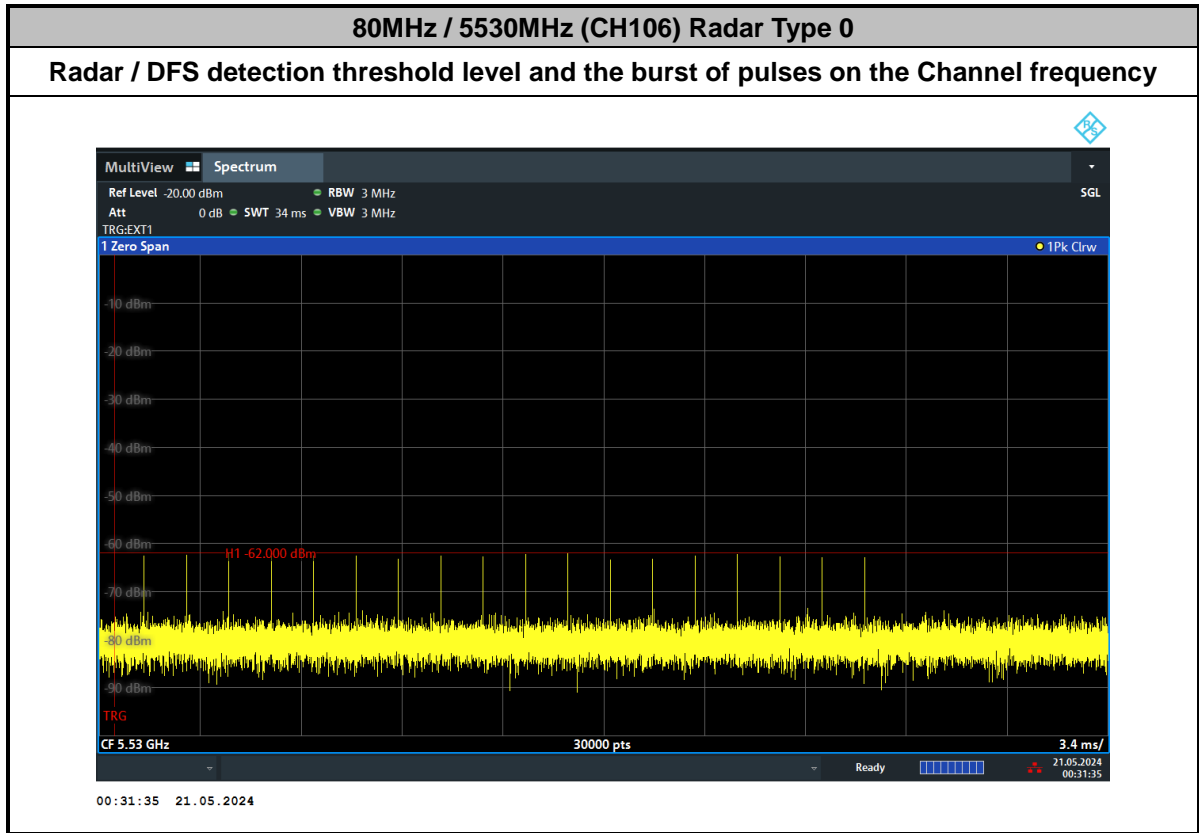 80MHz / 5530MHz (CH106) Radar Type 0
Radar / DFS detection threshold level and the burst of pulses on the Channel frequency
R&S
MultiView Spectrum
Ref Level -20.00 dBm RBW 3 MHz SGL
Att 0 dB SWT 34 ms VBW 3 MHz
TRG:EXT1
1 Zero Span 1Pk Clrw
-10 dBm
-20 dBm
-30 dBm
-40 dBm
-50 dBm
-60 dBm
H1 -62.000 dBm
-70 dBm
-80 dBm
-90 dBm
TRG
CF 5.53 GHz 30000 pts 3.4 ms/
Ready 21.05.2024
00:31:35
00:31:35 21.05.2024